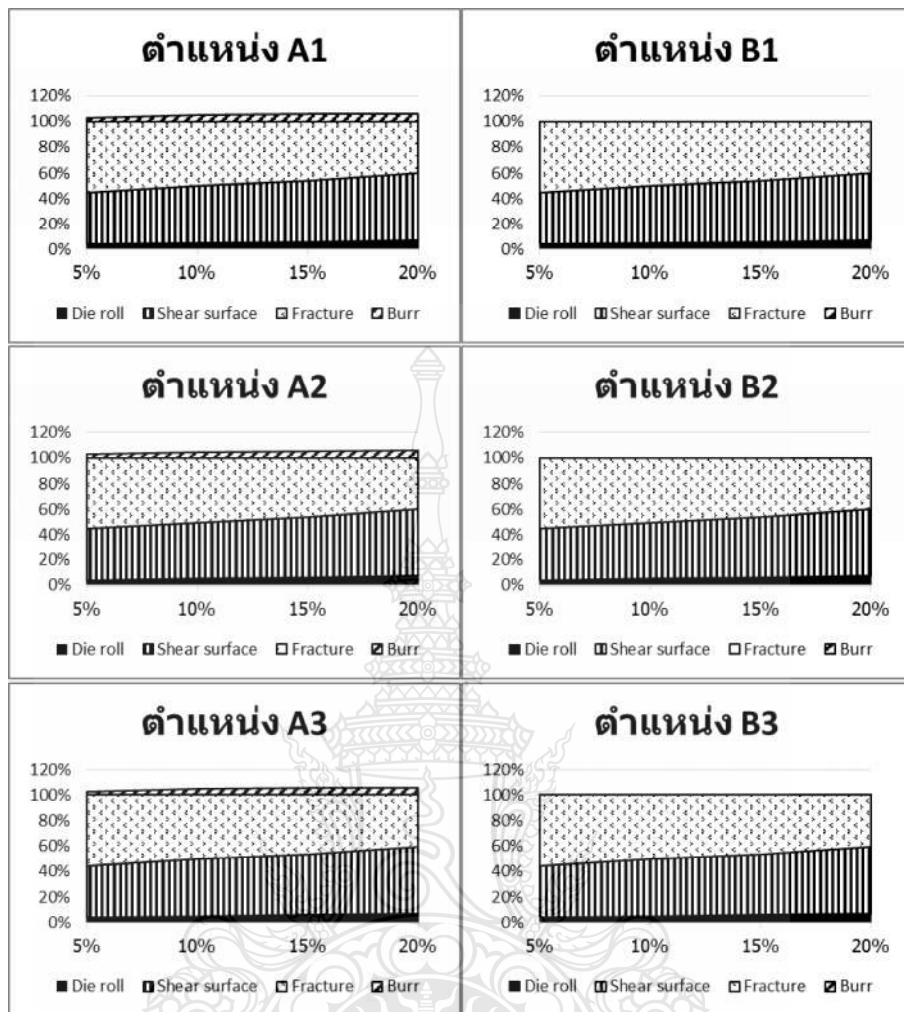 ตำแหน่ง A1
120%
100%
80%
60%
40%
20%
0%
5% 10% 15% 20%
Die roll Shear surface Fracture Burr
ตำแหน่ง B1
120%
100%
80%
60%
40%
20%
0%
5% 10% 15% 20%
Die roll Shear surface Fracture Burr
ตำแหน่ง A2
120%
100%
80%
60%
40%
20%
0%
5% 10% 15% 20%
Die roll Shear surface Fracture Burr
ตำแหน่ง B2
120%
100%
80%
60%
40%
20%
0%
5% 10% 15% 20%
Die roll Shear surface Fracture Burr
ตำแหน่ง A3
120%
100%
80%
60%
40%
20%
0%
5% 10% 15% 20%
Die roll Shear surface Fracture Burr
ตำแหน่ง B3
120%
100%
80%
60%
40%
20%
0%
5% 10% 15% 20%
Die roll Shear surface Fracture Burr